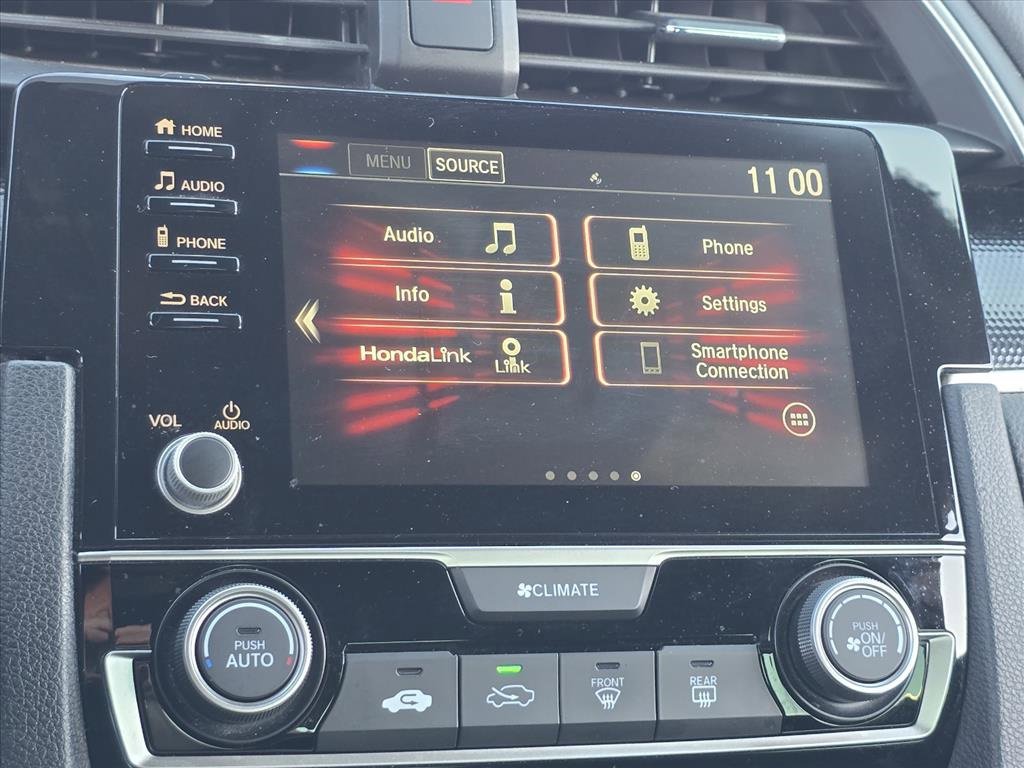 HOME
AUDIO
PHONE
BACK
VOL
AUDIO
MENU
SOURCE
11 00
Audio
Phone
Info
Settings
HondaLink
Link
Smartphone
Connection
CLIMATE
PUSH
AUTO
FRONT
REAR
PUSH
ON/
OFF